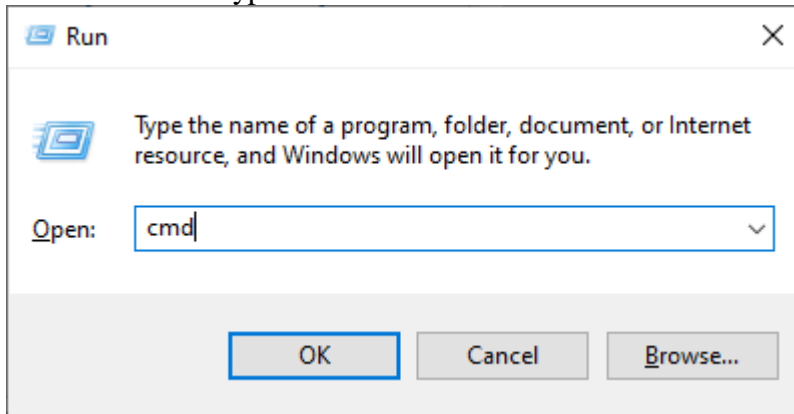 Run
Type the name of a program, folder, document, or Internet
resource, and Windows will open it for you.
Open:
cmd
OK
Cancel
Browse...